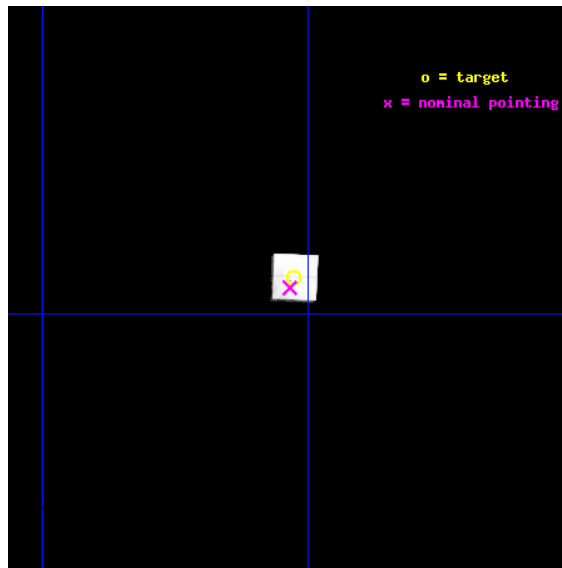 o = target
x = nominal pointing